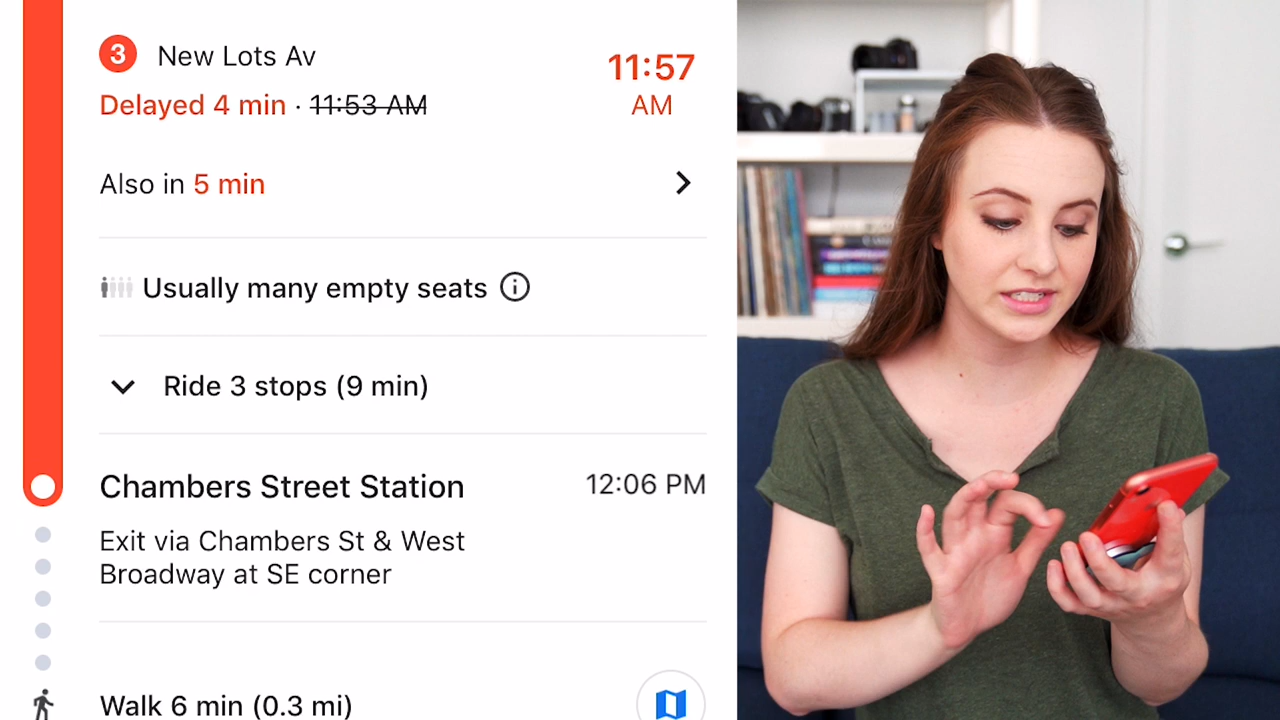 3 New Lots Av
11:57
AM
Delayed 4 min · 11:53 AM
Also in 5 min
Usually many empty seats
Ride 3 stops (9 min)
Chambers Street Station
12:06 PM
Exit via Chambers St & West
Broadway at SE corner
Walk 6 min (0.3 mi)